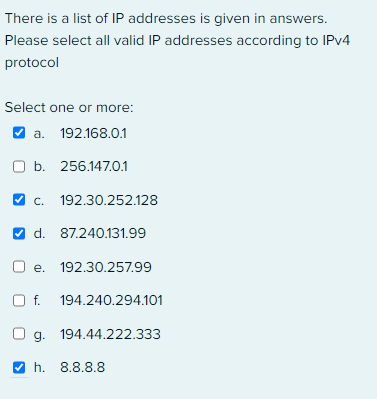 There is a list of IP addresses is given in answers.
Please select all valid IP addresses according to IPv4
protocol
Select one or more:
a. 192.168.0.1
b. 256.147.0.1
c. 192.30.252.128
d. 87.240.131.99
e. 192.30.257.99
f. 194.240.294.101
g. 194.44.222.333
h. 8.8.8.8